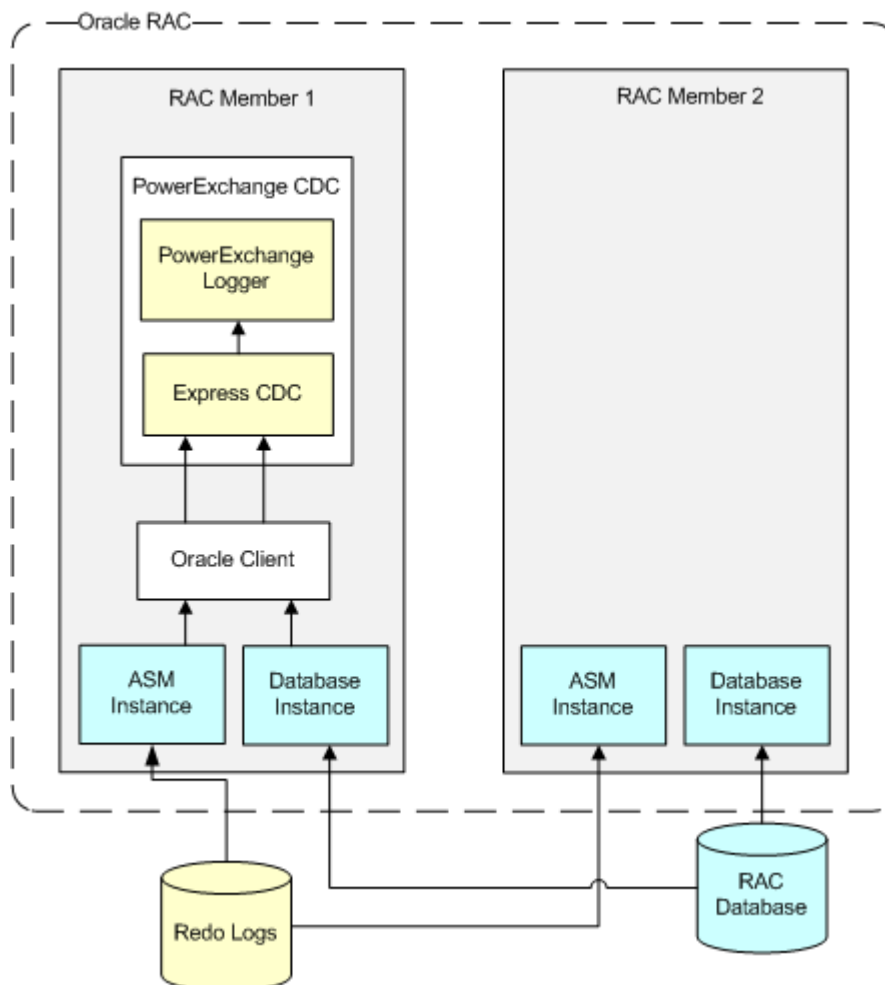 Oracle RAC
RAC Member 1
RAC Member 2
PowerExchange CDC
PowerExchange
Logger
Express CDC
Oracle Client
ASM
Instance
Database
Instance
ASM
Instance
Database
Instance
Redo Logs
RAC
Database